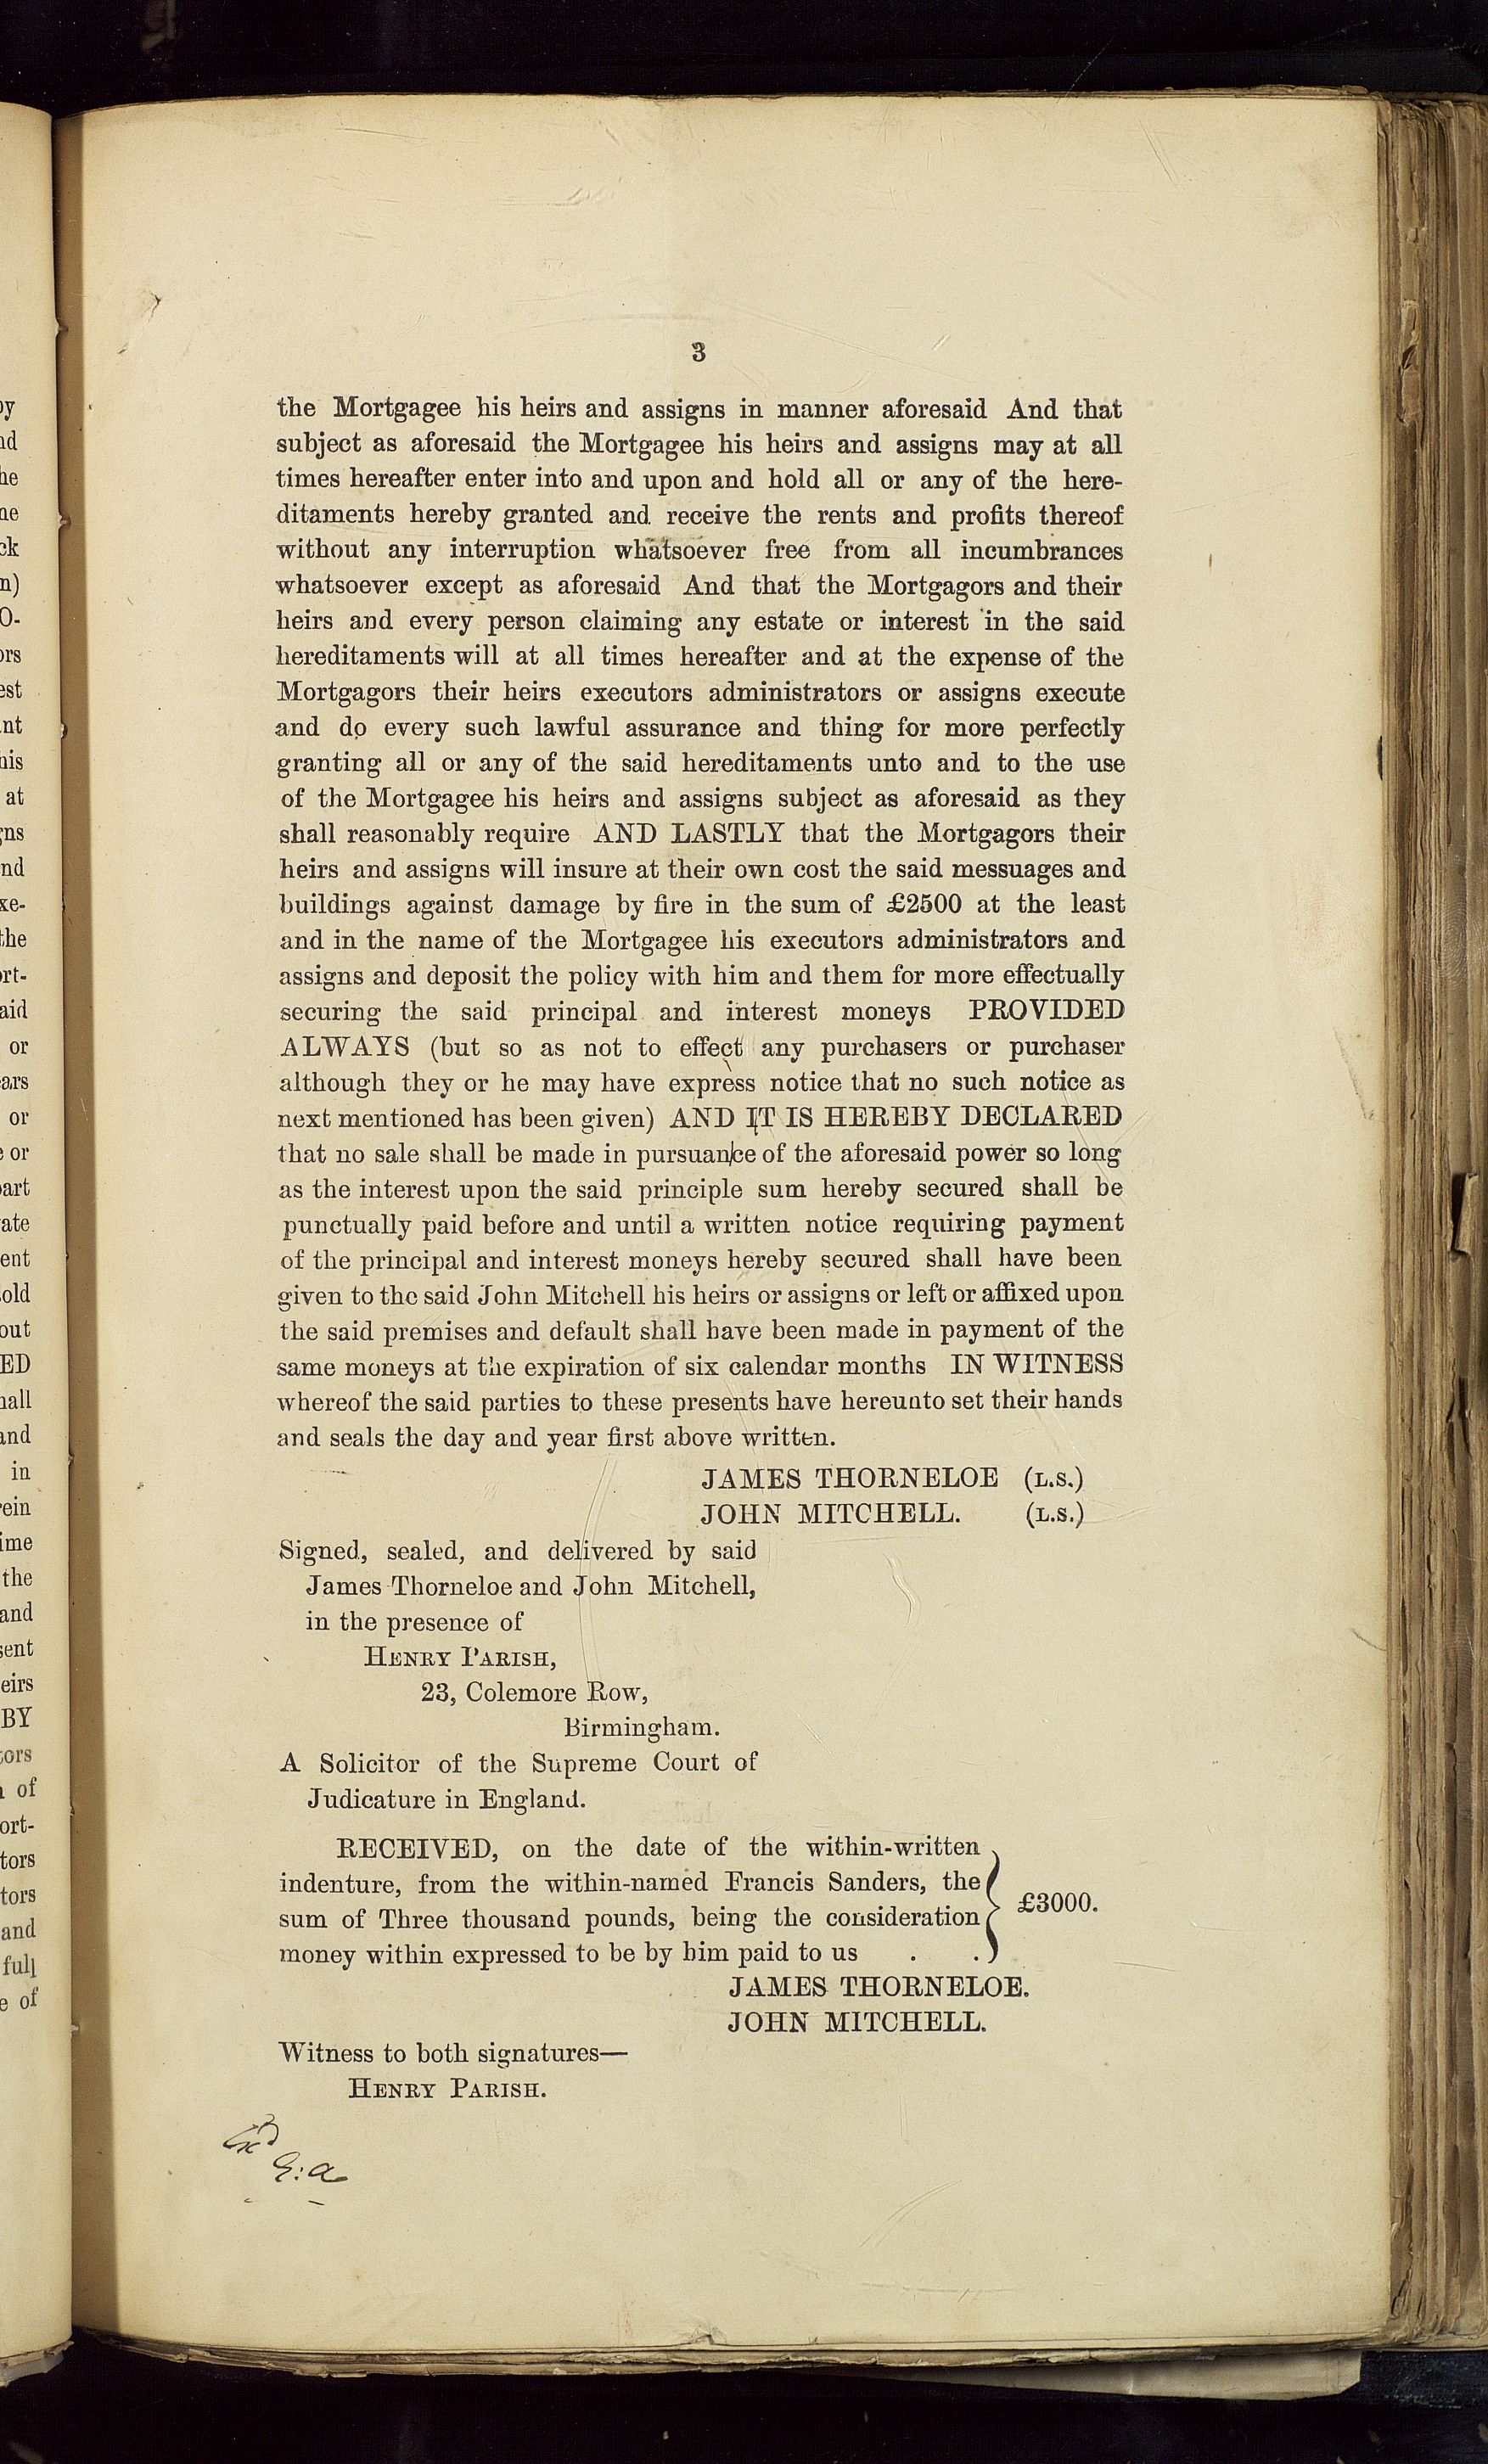 3
the Mortgagee his heirs and assigns in manner aforesaid And that
subject as aforesaid the Mortgagee his heirs and assigns may at all
times hereafter enter into and upon and hold all or any of the here-
ditaments hereby granted and receive the rents and profits thereof
without any interruption whatsoever free from all incumbrances
whatsoever except as aforesaid And that the Mortgagors and their
heirs and every person claiming any estate or interest in the said
hereditaments will at all times hereafter and at the expense of the
Mortgagors their heirs executors administrators or assigns execute
and do every such lawful assurance and thing for more perfectly
granting all or any of the said hereditaments unto and to the use
of the Mortgagee his heirs and assigns subject as aforesaid as they
shall reasonably require AND LASTLY that the Mortgagors their
heirs and assigns will insure at their own cost the said messuages and
buildings against damage by fire in the sum of £2500 at the least
and in the name of the Mortgagee his executors administrators and
assigns and deposit the policy with him and them for more effectually
securing the said principal and interest moneys PROVIDED
ALWAYS (but so as not to effect any purchasers or purchaser
although they or he may have express notice that no such notice as
next mentioned has been given) AND IT IS HEREBY DECLARED
that no sale shall be made in pursuance of the aforesaid power so long
as the interest upon the said principle sum hereby secured shall be
punctually paid before and until a written notice requiring payment
of the principal and interest moneys hereby secured shall have been
given to the said John Mitchell his heirs or assigns or left or affixed upon
the said premises and default shall have been made in payment of the
same moneys at the expiration of six calendar months IN WITNESS
whereof the said parties to these presents have hereunto set their hands
and seals the day and year first above written.
JAMES THORNELOE (L.S.)
JOHN MITCHELL. (L.S.)
Signed, sealed, and delivered by said
James Thorneloe and John Mitchell,
in the presence of
HENRY PARISH,
23, Colemore Row,
Birmingham.
A Solicitor of the Supreme Court of
Judicature in England.
RECEIVED, on the date of the within-written
indenture, from the within-named Francis Sanders, the
sum of Three thousand pounds, being the consideration
money within expressed to be by him paid to us . .
£3000.
JAMES THORNELOE.
JOHN MITCHELL.
Witness to both signatures—
HENRY PARISH.